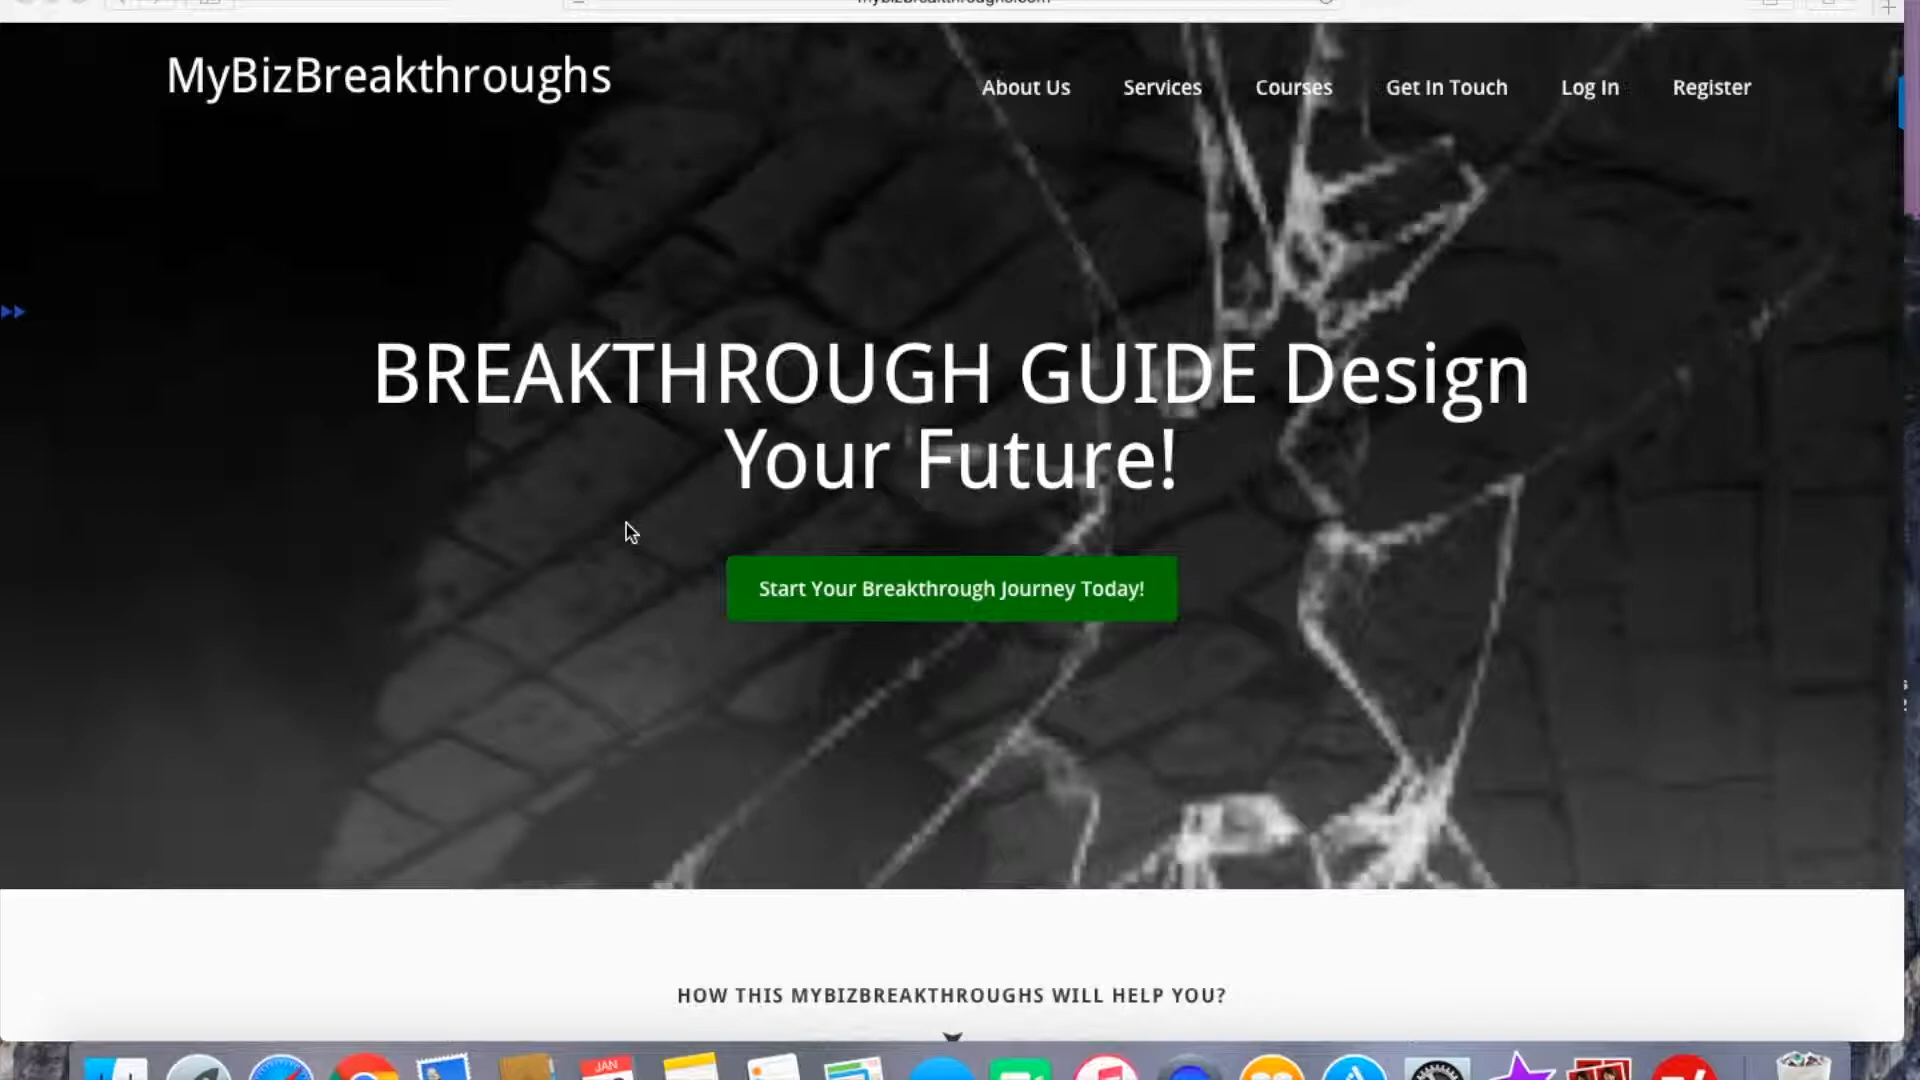 MyBizBreakthroughs
About Us
Services
Courses
Get In Touch
Log In
Register
BREAKTHROUGH GUIDE Design
Your Future!
Start Your Breakthrough Journey Today!
HOW THIS MYBIZBREAKTHROUGHS WILL HELP YOU?
JAN